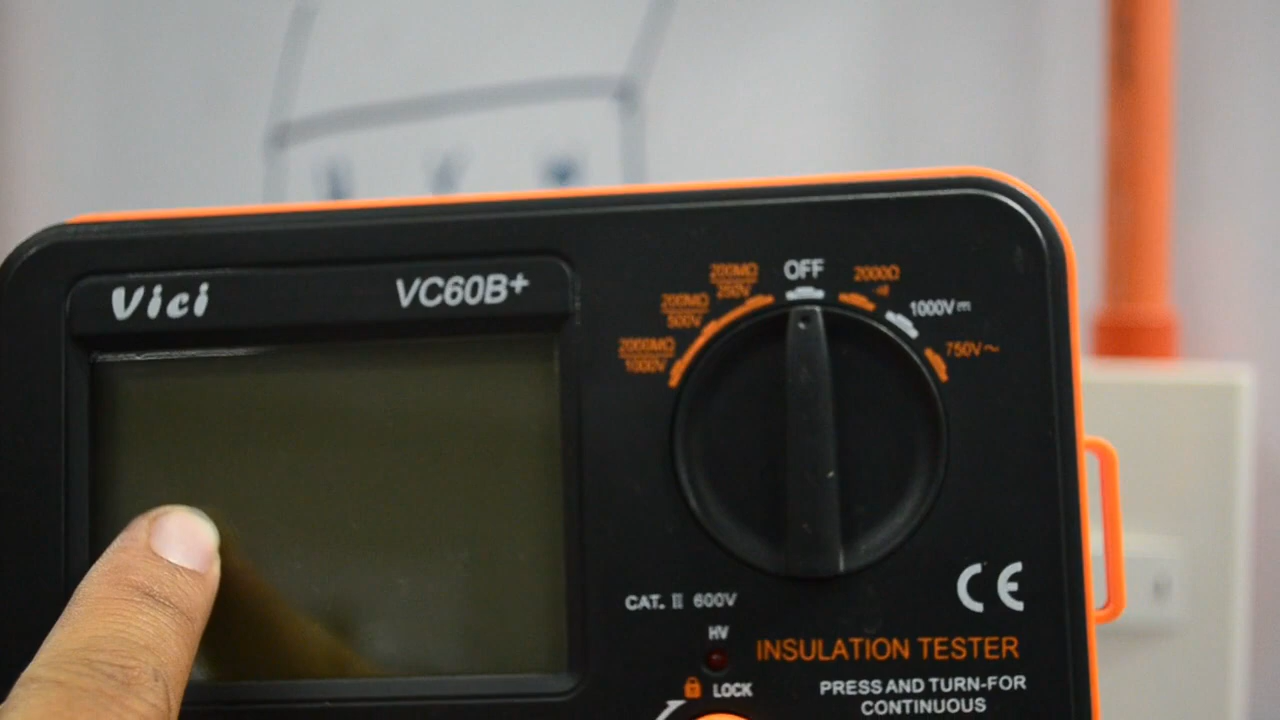 Vici
VC60B+
OFF
200MΩ
250V
200MΩ
500V
2000MΩ
1000V
2000Ω
1000V⎓
750V~
CAT. II 600V
HV
LOCK
CE
INSULATION TESTER
PRESS AND TURN-FOR
CONTINUOUS